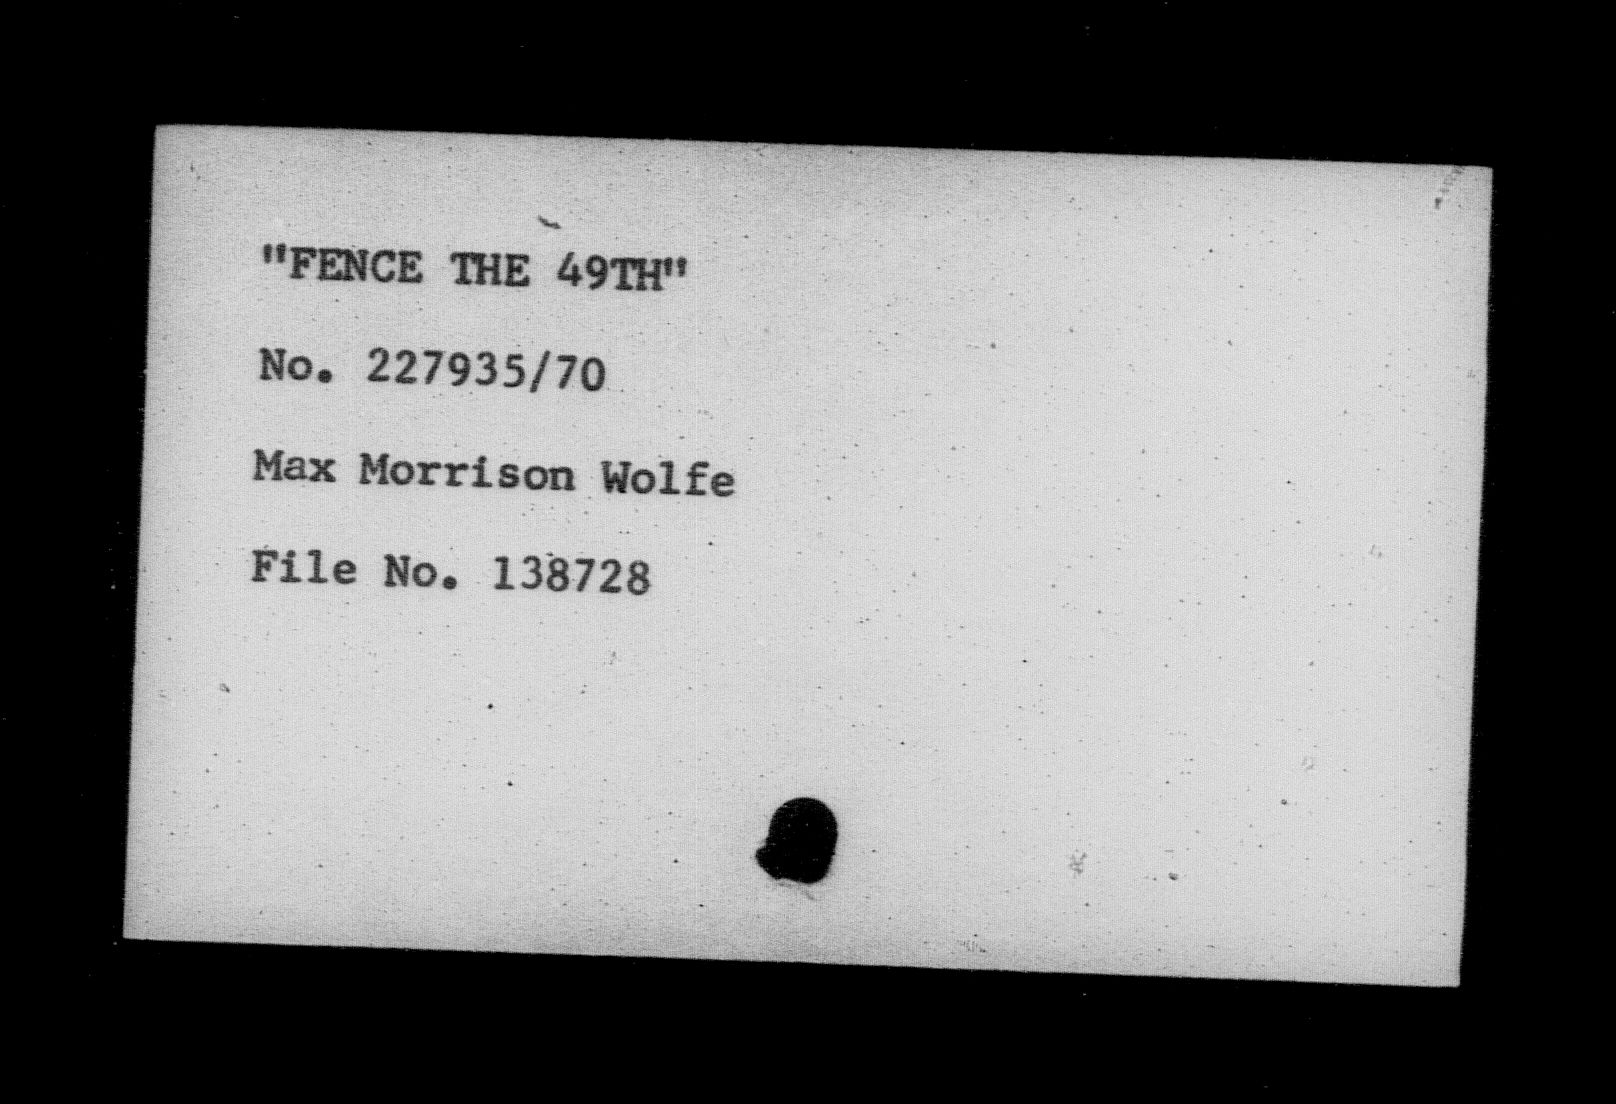 "FENCE THE 49TH"
No. 227935/70
Max Morrison Wolfe
File No. 138728